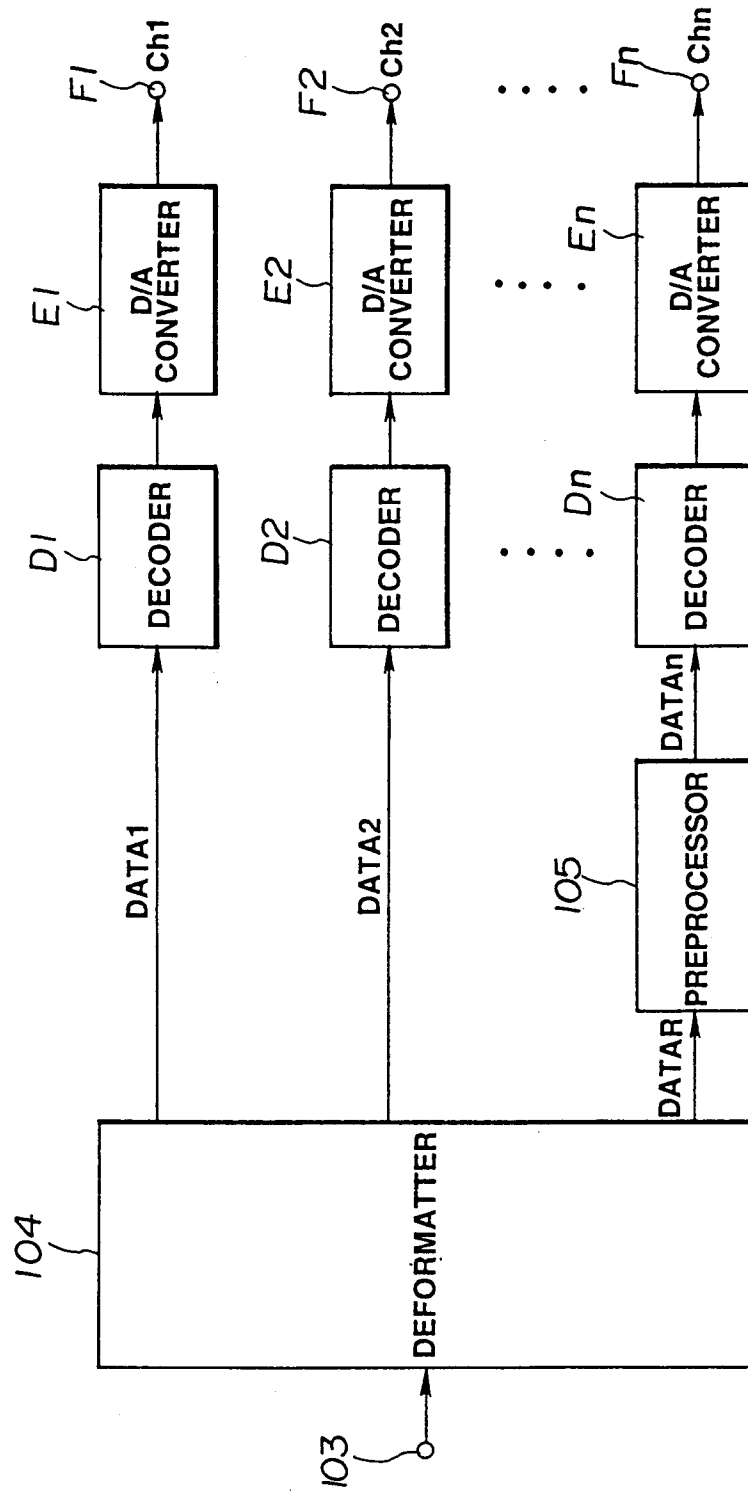 103
104
DEFORMATTER
DATA1
D1
DECODER
E1
D/A
CONVERTER
F1
Ch1
DATA2
D2
DECODER
E2
D/A
CONVERTER
F2
Ch2
DATAR
105
PREPROCESSOR
DATAn
Dn
DECODER
En
D/A
CONVERTER
Fn
Chn